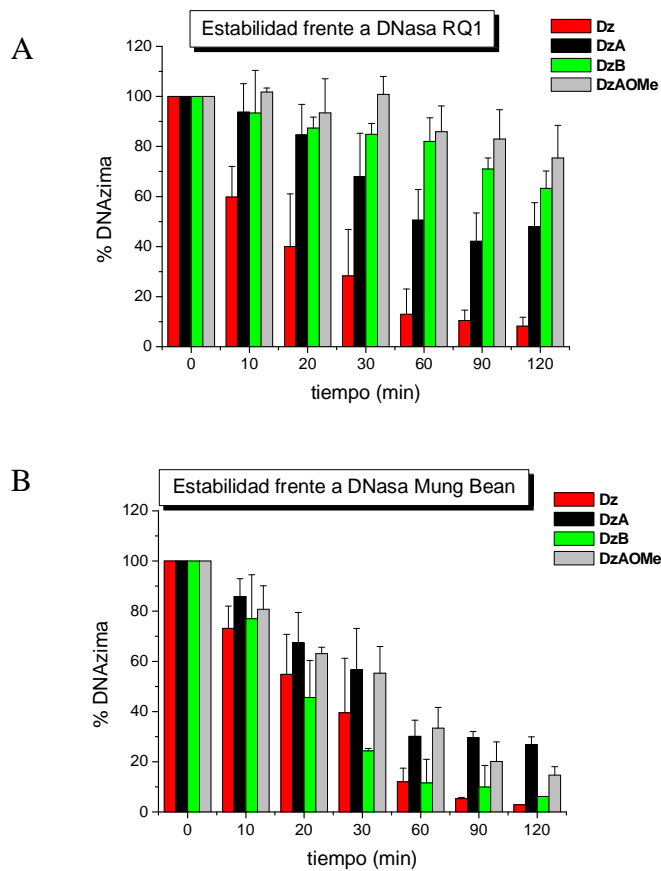 A
Estabilidad frente a DNasa RQ1
Dz
DzA
DzB
DzAOMe
% DNAzima
120
100
80
60
40
20
0
0 10 20 30 60 90 120
tiempo (min)
B
Estabilidad frente a DNasa Mung Bean
Dz
DzA
DzB
DzAOMe
% DNAzima
120
100
80
60
40
20
0
0 10 20 30 60 90 120
tiempo (min)